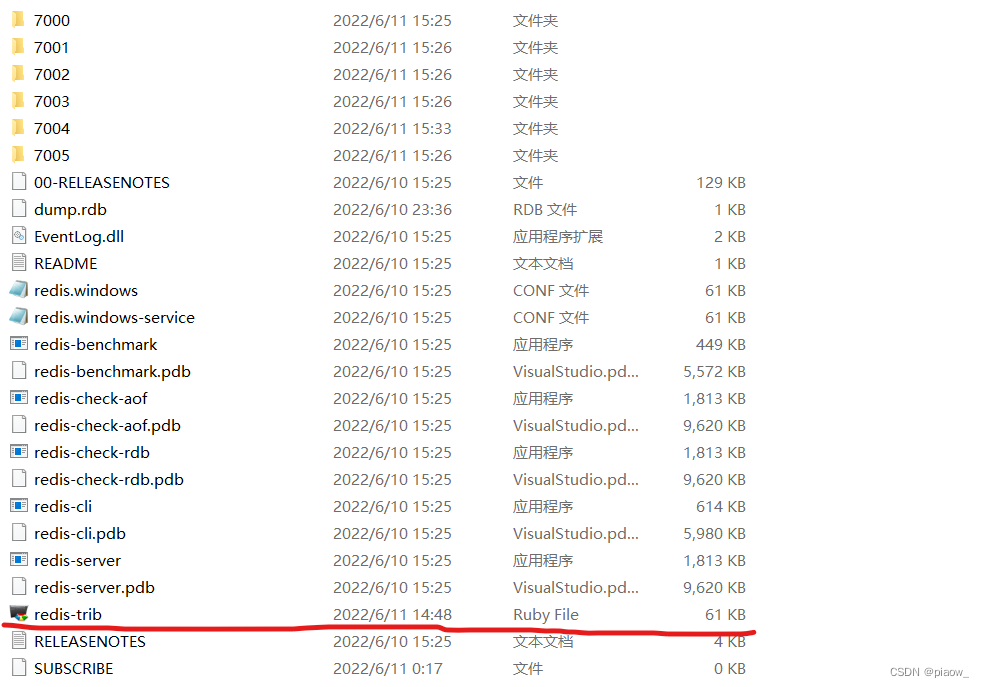 7000 2022/6/11 15:25 文件夹
7001 2022/6/11 15:26 文件夹
7002 2022/6/11 15:26 文件夹
7003 2022/6/11 15:26 文件夹
7004 2022/6/11 15:33 文件夹
7005 2022/6/11 15:26 文件夹
00-RELEASENOTES 2022/6/10 15:25 文件 129 KB
dump.rdb 2022/6/10 23:36 RDB 文件 1 KB
EventLog.dll 2022/6/10 15:25 应用程序扩展 2 KB
README 2022/6/10 15:25 文本文档 1 KB
redis.windows 2022/6/10 15:25 CONF 文件 61 KB
redis.windows-service 2022/6/10 15:25 CONF 文件 61 KB
redis-benchmark 2022/6/10 15:25 应用程序 449 KB
redis-benchmark.pdb 2022/6/10 15:25 VisualStudio.pd... 5,572 KB
redis-check-aof 2022/6/10 15:25 应用程序 1,813 KB
redis-check-aof.pdb 2022/6/10 15:25 VisualStudio.pd... 9,620 KB
redis-check-rdb 2022/6/10 15:25 应用程序 1,813 KB
redis-check-rdb.pdb 2022/6/10 15:25 VisualStudio.pd... 9,620 KB
redis-cli 2022/6/10 15:25 应用程序 614 KB
redis-cli.pdb 2022/6/10 15:25 VisualStudio.pd... 5,980 KB
redis-server 2022/6/10 15:25 应用程序 1,813 KB
redis-server.pdb 2022/6/10 15:25 VisualStudio.pd... 9,620 KB
redis-trib 2022/6/11 14:48 Ruby File 61 KB
RELEASENOTES 2022/6/10 15:25 文本文档 4 KB
SUBSCRIBE 2022/6/11 0:17 文件 0 KB
CSDN @piaow_